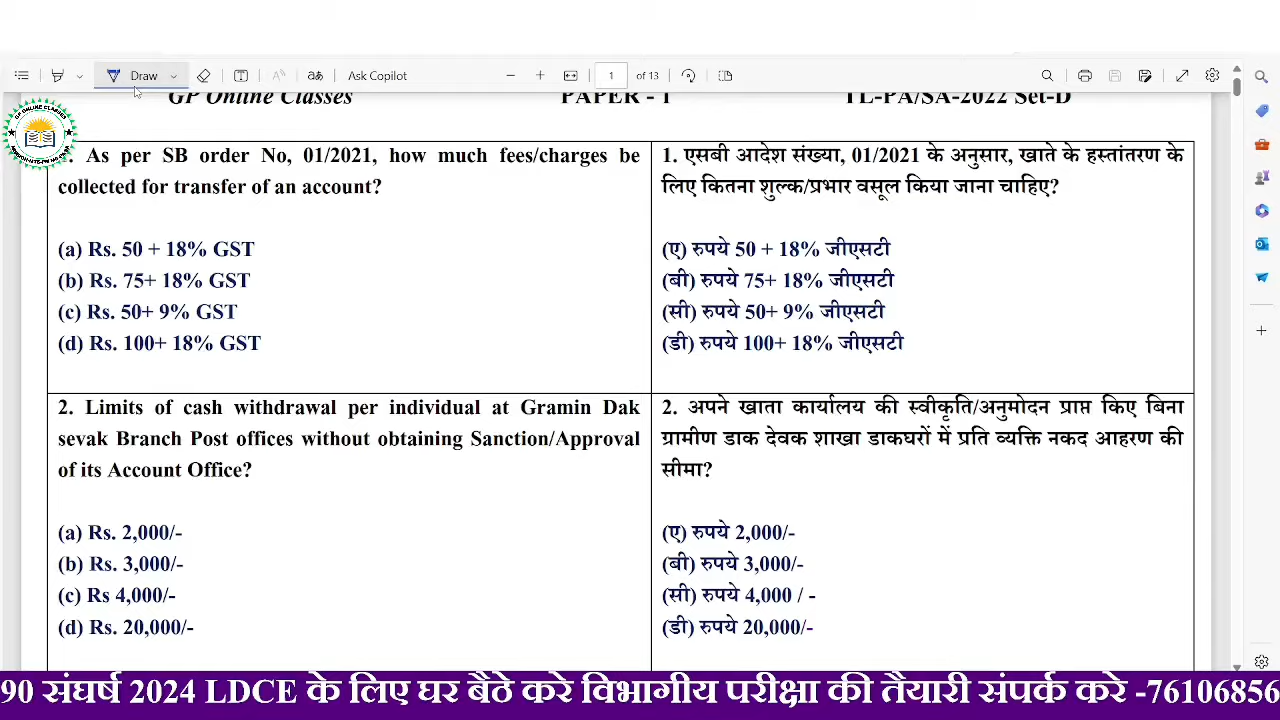 Draw
Ask Copilot
1 of 13
GP ONLINE CLASSES
GP Online Classes PAPER - 1 TL-PA/SA-2022 Set-D
. As per SB order No, 01/2021, how much fees/charges be
collected for transfer of an account?
(a) Rs. 50 + 18% GST
(b) Rs. 75+ 18% GST
(c) Rs. 50+ 9% GST
(d) Rs. 100+ 18% GST
1. एसबी आदेश संख्या, 01/2021 के अनुसार, खाते के हस्तांतरण के
लिए कितना शुल्क/प्रभार वसूल किया जाना चाहिए?
(ए) रुपये 50 + 18% जीएसटी
(बी) रुपये 75+ 18% जीएसटी
(सी) रुपये 50+ 9% जीएसटी
(डी) रुपये 100+ 18% जीएसटी
2. Limits of cash withdrawal per individual at Gramin Dak
sevak Branch Post offices without obtaining Sanction/Approval
of its Account Office?
(a) Rs. 2,000/-
(b) Rs. 3,000/-
(c) Rs 4,000/-
(d) Rs. 20,000/-
2. अपने खाता कार्यालय की स्वीकृति/अनुमोदन प्राप्त किए बिना
ग्रामीण डाक देवक शाखा डाकघरों में प्रति व्यक्ति नकद आहरण की
सीमा?
(ए) रुपये 2,000/-
(बी) रुपये 3,000/-
(सी) रुपये 4,000 / -
(डी) रुपये 20,000/-
90 संघर्ष 2024 LDCE के लिए घर बैठे करे विभागीय परीक्षा की तैयारी संपर्क करे -76106856